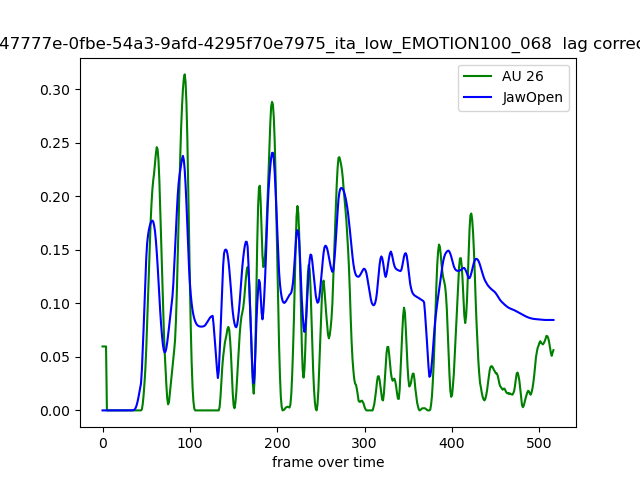 47777e-0fbe-54a3-9afd-4295f70e7975_ita_low_EMOTION100_068 lag correc
AU 26
JawOpen
0.30
0.25
0.20
0.15
0.10
0.05
0.00
0 100 200 300 400 500
frame over time